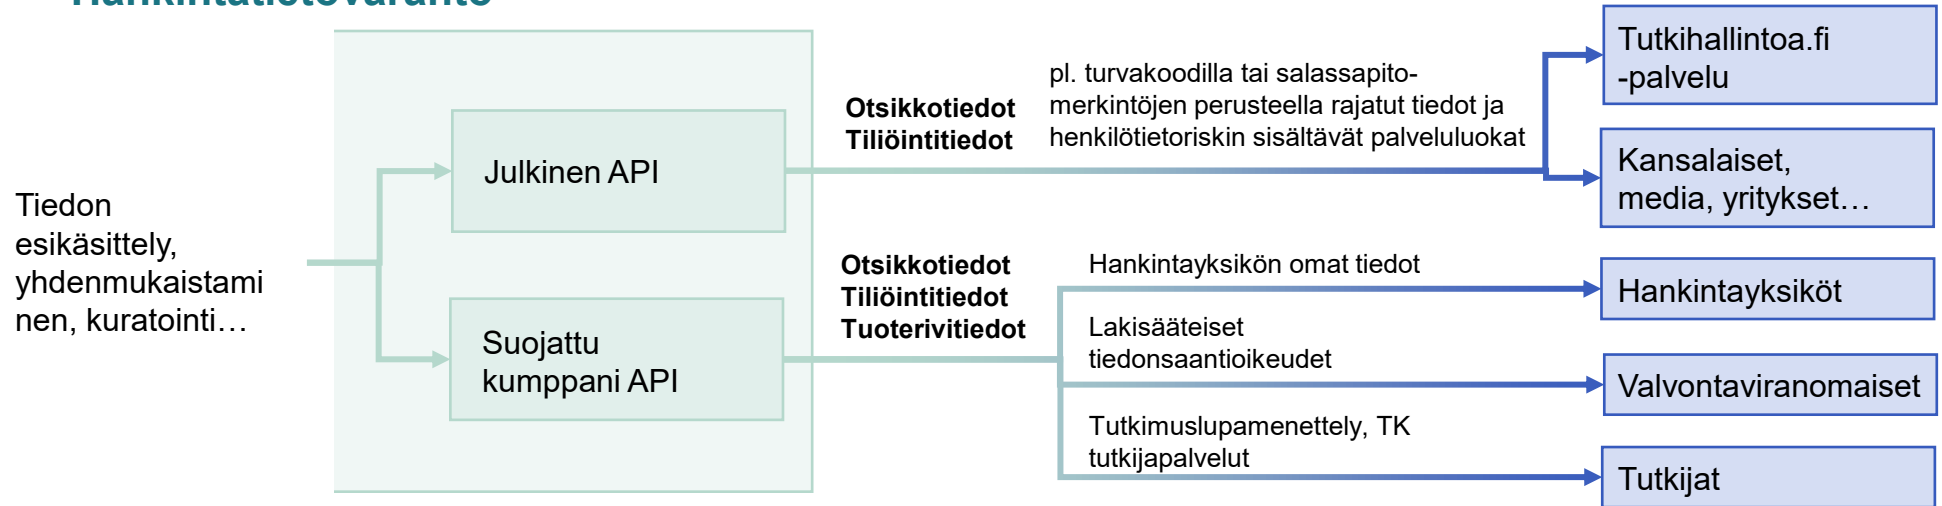 Hankintatietovaranto
Tiedon
esikäsittely,
yhdenmukaistami
nen, kuratointi…
Julkinen API
Suojattu
kumppani API
Otsikkotiedot
Tiliöintitiedot
pl. turvakoodilla tai salassapito-
merkintöjen perusteella rajatut tiedot ja
henkilötietoriskin sisältävät palveluluokat
Otsikkotiedot
Tiliöintitiedot
Tuoterivitiedot
Hankintayksikön omat tiedot
Lakisääteiset
tiedonsaantioikeudet
Tutkimuslupamenettely, TK
tutkijapalvelut
Tutkihallintoa.fi
-palvelu
Kansalaiset,
media, yritykset…
Hankintayksiköt
Valvontaviranomaiset
Tutkijat